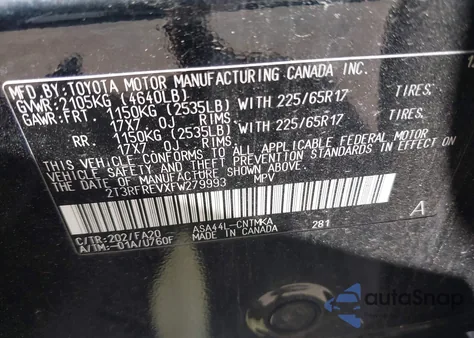 MFD.BY:TOYOTA MOTOR MANUFACTURING CANADA INC.
GVWR:2105KG (4640LB)
GAWR:FRT. 1150KG (2535LB) WITH 225/65R17 TIRES.
17X7 0J RIMS
RR. 1150KG (2535LB) WITH 225/65R17 TIRES.
17X7 0J RIMS
THIS VEHICLE CONFORMS TO ALL APPLICABLE FEDERAL MOTOR
VEHICLE SAFETY AND THEFT PREVENTION STANDARDS IN EFFECT
ON THE DATE OF MANUFACTURE SHOWN ABOVE.
2T3RFREVXFW279993 MPV
C/TR:202/FA20 ASA44L-CNTMKA
A/TM:-01A/U760F MADE IN CANADA 281 A
autoSnap